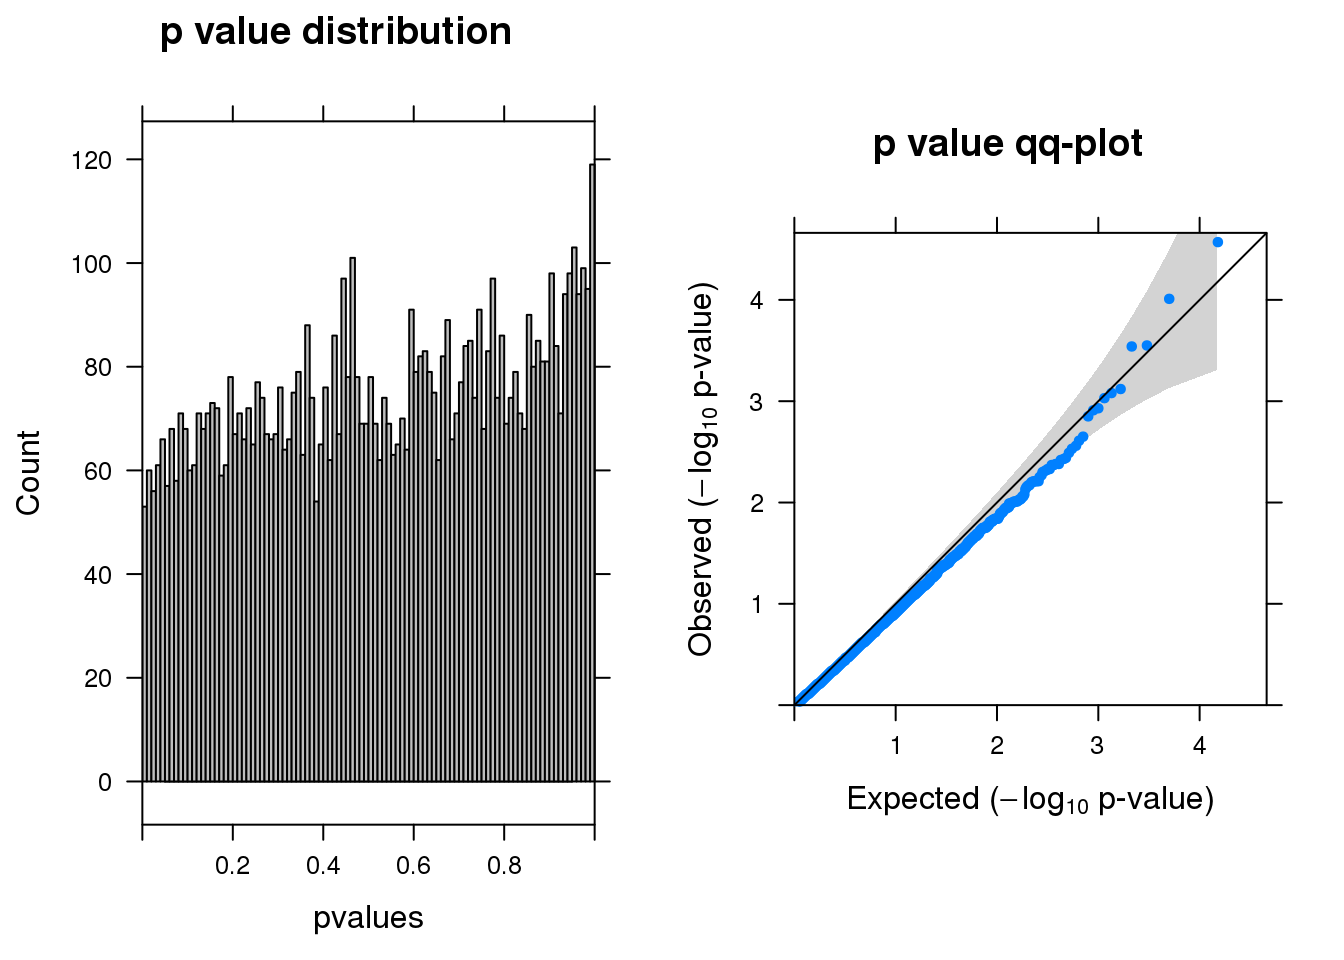 p value distribution
120
100
80
60
40
20
0
Count
0.2 0.4 0.6 0.8
pvalues
p value qq-plot
4
3
2
1
Observed (−log₁₀ p-value)
1 2 3 4
Expected (−log₁₀ p-value)